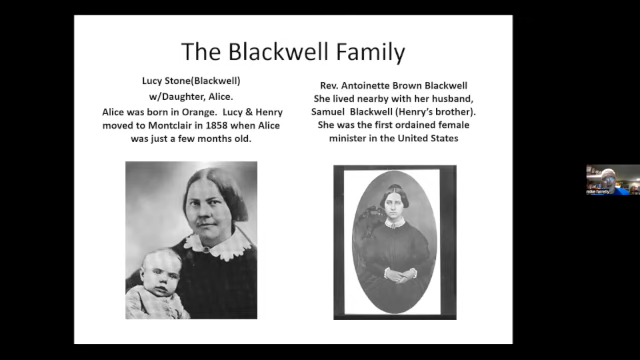 The Blackwell Family
Lucy Stone(Blackwell)
w/Daughter, Alice.
Alice was born in Orange. Lucy & Henry
moved to Montclair in 1858 when Alice
was just a few months old.
Rev. Antoinette Brown Blackwell
She lived nearby with her husband,
Samuel Blackwell (Henry's brother).
She was the first ordained female
minister in the United States
family